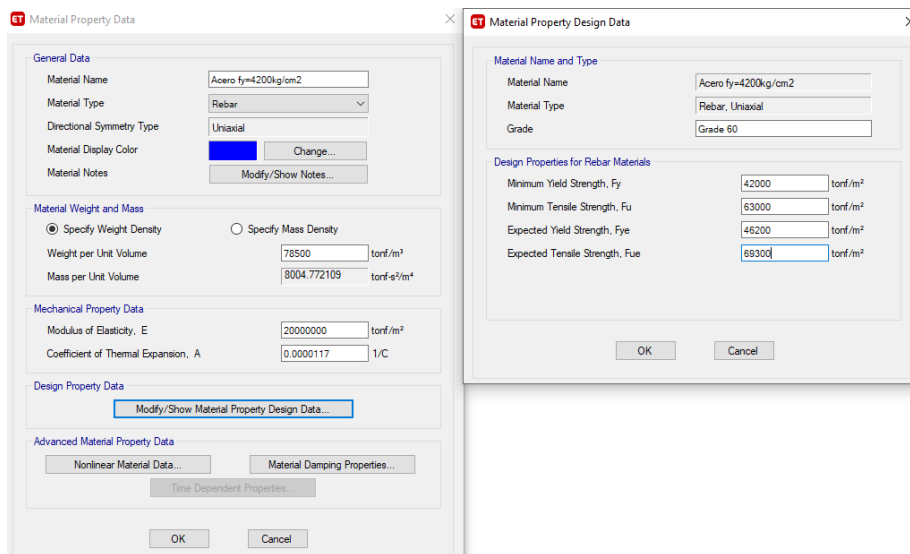 ET Material Property Data
General Data
Material Name Acero fy=4200kg/cm2
Material Type Rebar
Directional Symmetry Type Uniaxial
Material Display Color Change...
Material Notes Modify/Show Notes...
Material Weight and Mass
Specify Weight Density Specify Mass Density
Weight per Unit Volume 78500 tonf/m³
Mass per Unit Volume 8004.772109 tonf-s²/m⁴
Mechanical Property Data
Modulus of Elasticity, E 20000000 tonf/m²
Coefficient of Thermal Expansion, A 0.0000117 1/C
Design Property Data
Modify/Show Material Property Design Data...
Advanced Material Property Data
Nonlinear Material Data... Material Damping Properties...
Time Dependent Properties...
OK Cancel
ET Material Property Design Data
Material Name and Type
Material Name Acero fy=4200kg/cm2
Material Type Rebar, Uniaxial
Grade Grade 60
Design Properties for Rebar Materials
Minimum Yield Strength, Fy 42000 tonf/m²
Minimum Tensile Strength, Fu 63000 tonf/m²
Expected Yield Strength, Fye 46200 tonf/m²
Expected Tensile Strength, Fue 69300 tonf/m²
OK Cancel